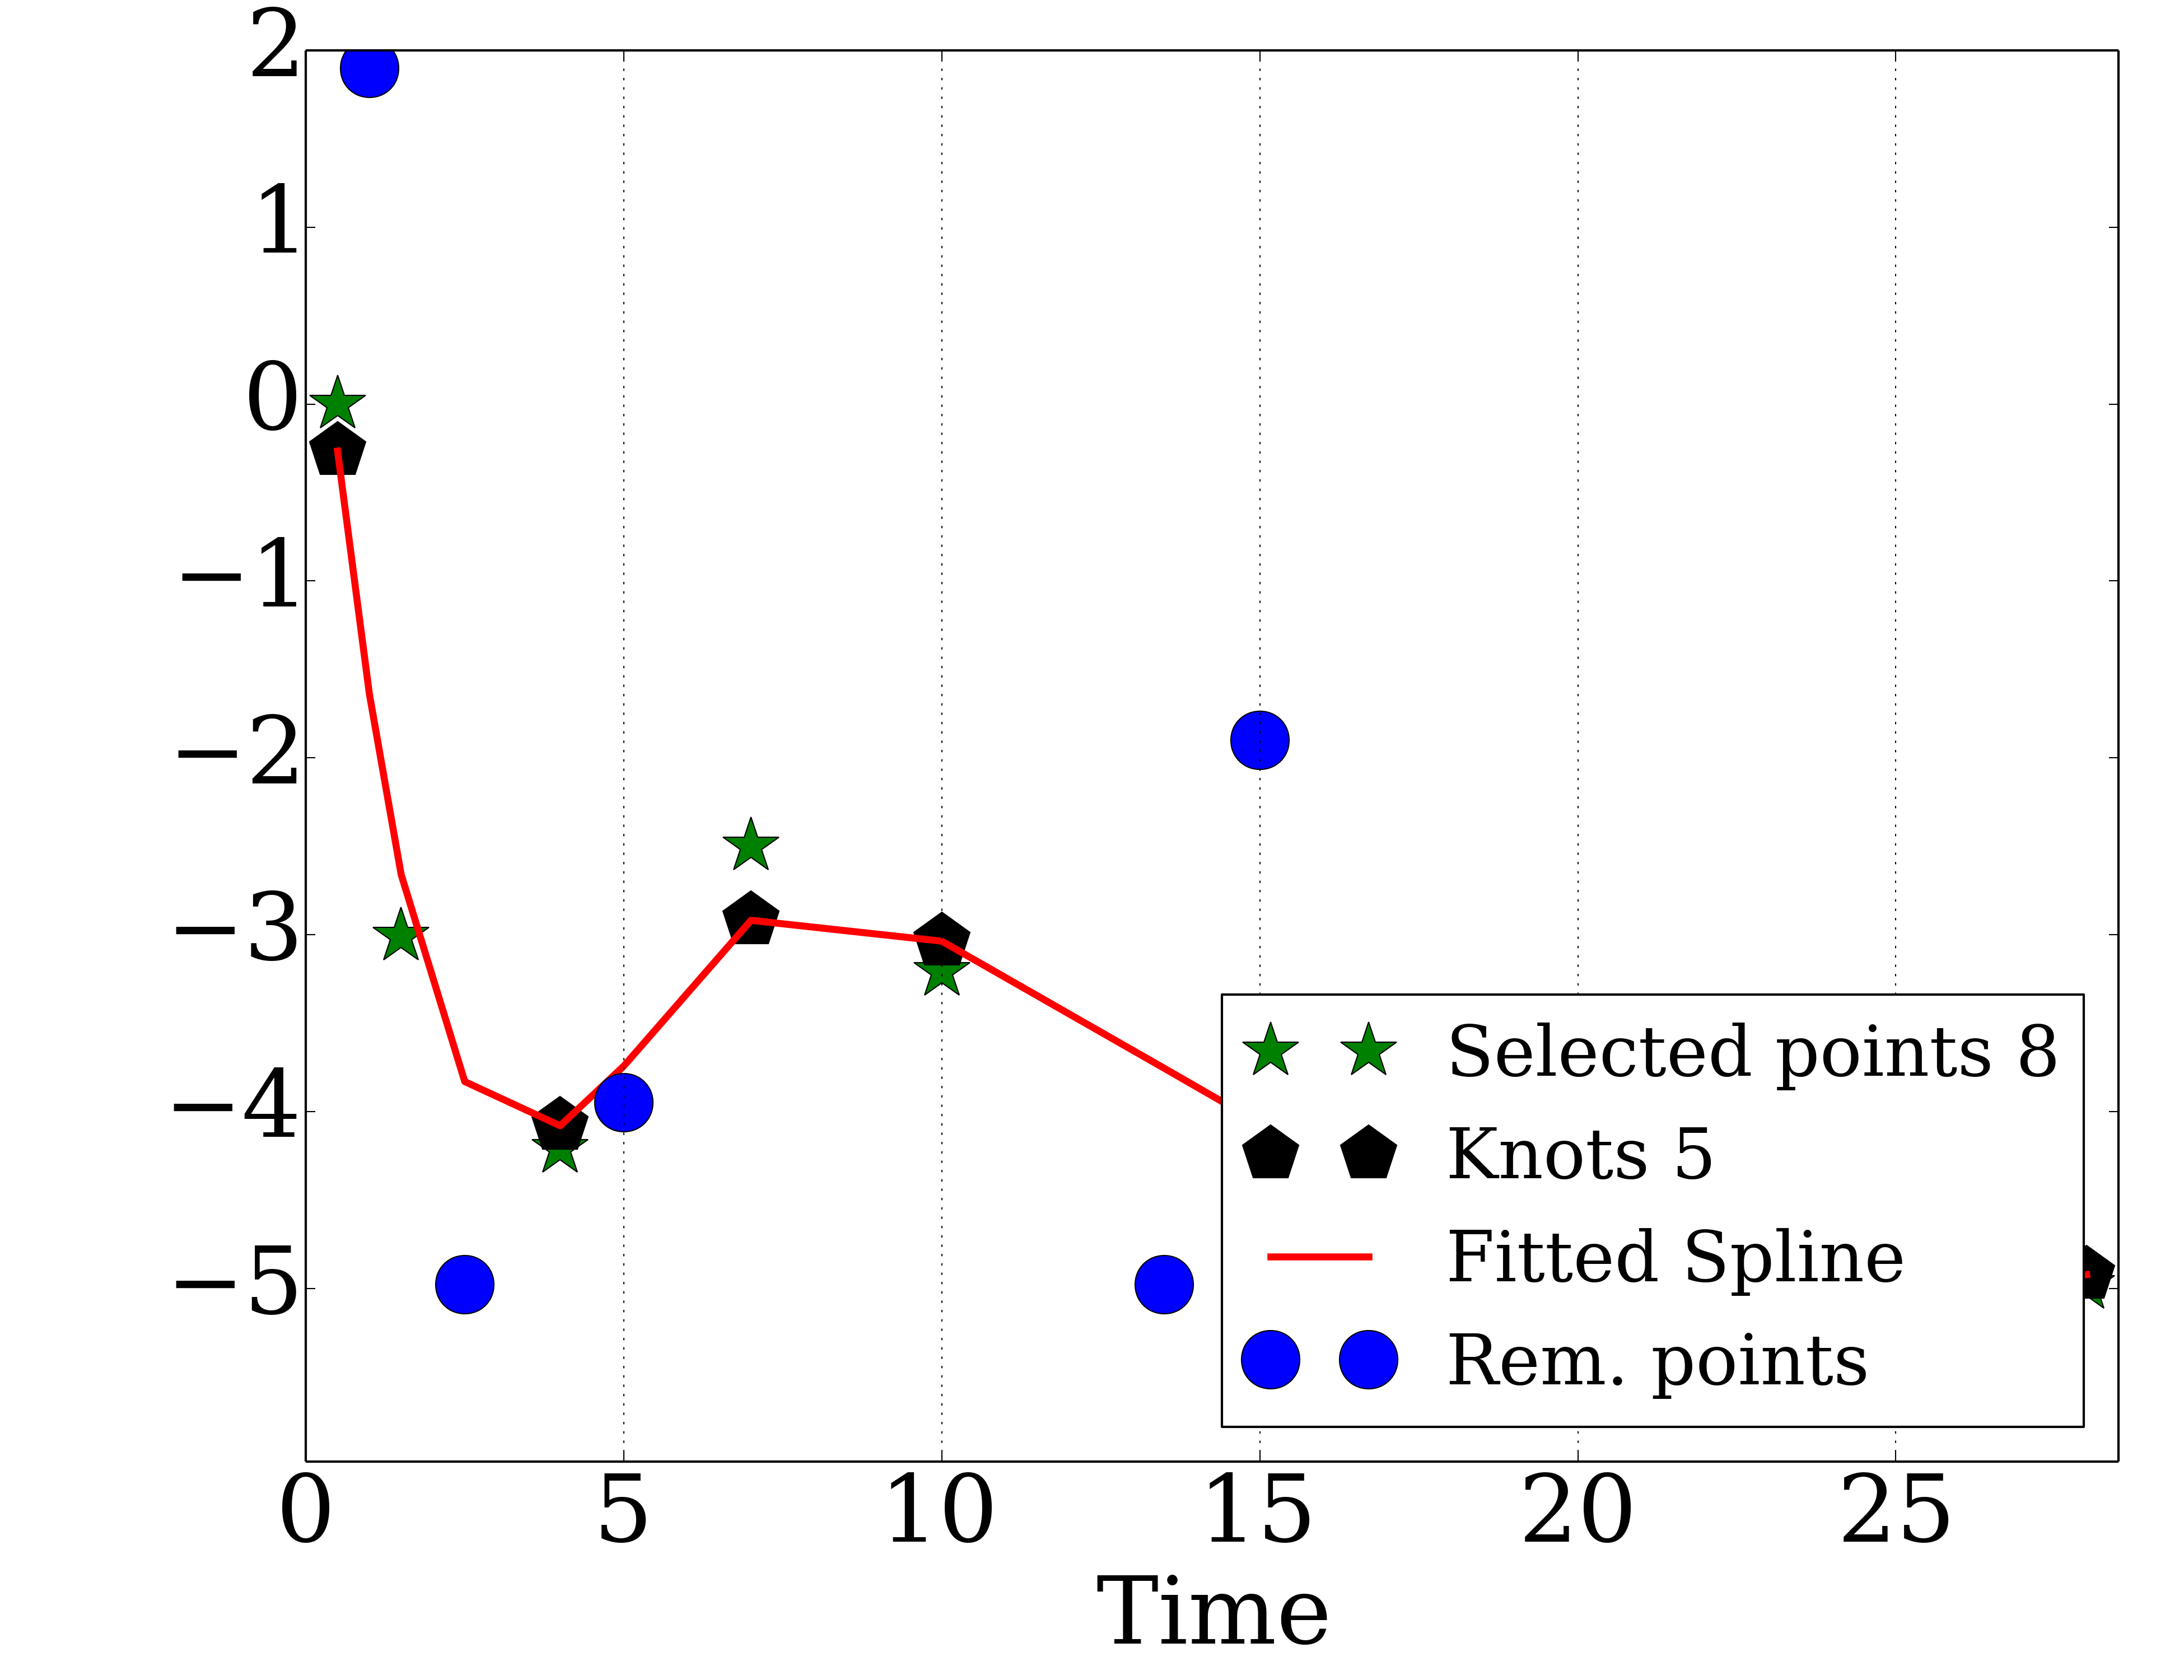 2
1
0
−1
−2
−3
−4
−5
Selected points 8
Knots 5
Fitted Spline
Rem. points
0 5 10 15 20 25
Time